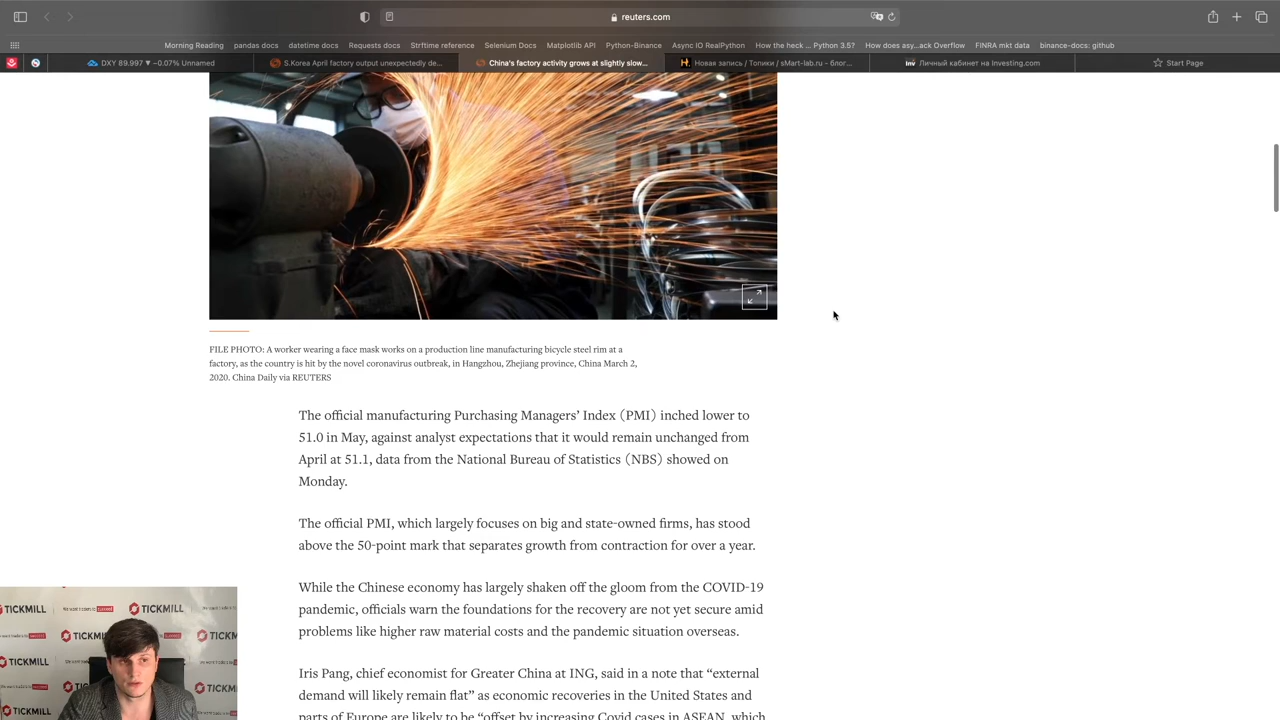 reuters.com
Morning Reading
pandas docs
datetime docs
Requests docs
Strftime reference
Selenium Docs
Matplotlib API
Python-Binance
Async IO RealPython
How the heck ... Python 3.5?
How does asy...ack Overflow
FINRA mkt data
binance-docs: github
DXY 89,997 ▼ −0.07% Unnamed
S.Korea April factory output unexpectedly de...
China's factory activity grows at slightly slow...
Новая запись / Топики / sMart-lab.ru - блог...
Личный кабинет на Investing.com
Start Page
FILE PHOTO: A worker wearing a face mask works on a production line manufacturing bicycle steel rim at a
factory, as the country is hit by the novel coronavirus outbreak, in Hangzhou, Zhejiang province, China March 2,
2020. China Daily via REUTERS
The official manufacturing Purchasing Managers' Index (PMI) inched lower to
51.0 in May, against analyst expectations that it would remain unchanged from
April at 51.1, data from the National Bureau of Statistics (NBS) showed on
Monday.
The official PMI, which largely focuses on big and state-owned firms, has stood
above the 50-point mark that separates growth from contraction for over a year.
While the Chinese economy has largely shaken off the gloom from the COVID-19
pandemic, officials warn the foundations for the recovery are not yet secure amid
problems like higher raw material costs and the pandemic situation overseas.
Iris Pang, chief economist for Greater China at ING, said in a note that "external
demand will likely remain flat" as economic recoveries in the United States and
parts of Europe are likely to be "offset by increasing Covid cases in ASEAN, which
TICKMILL
TICKMILL
TICKMILL
TICKMILL
TICKMILL